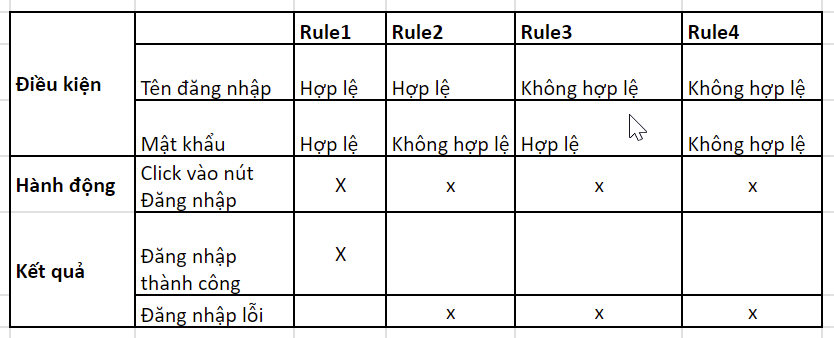 Rule1 Rule2 Rule3 Rule4
Điều kiện
Tên đăng nhập Hợp lệ Hợp lệ Không hợp lệ Không hợp lệ
Mật khẩu Hợp lệ Không hợp lệ Hợp lệ Không hợp lệ
Hành động
Click vào nút
Đăng nhập
X x x x
Kết quả
Đăng nhập
thành công
X
Đăng nhập lỗi x x x